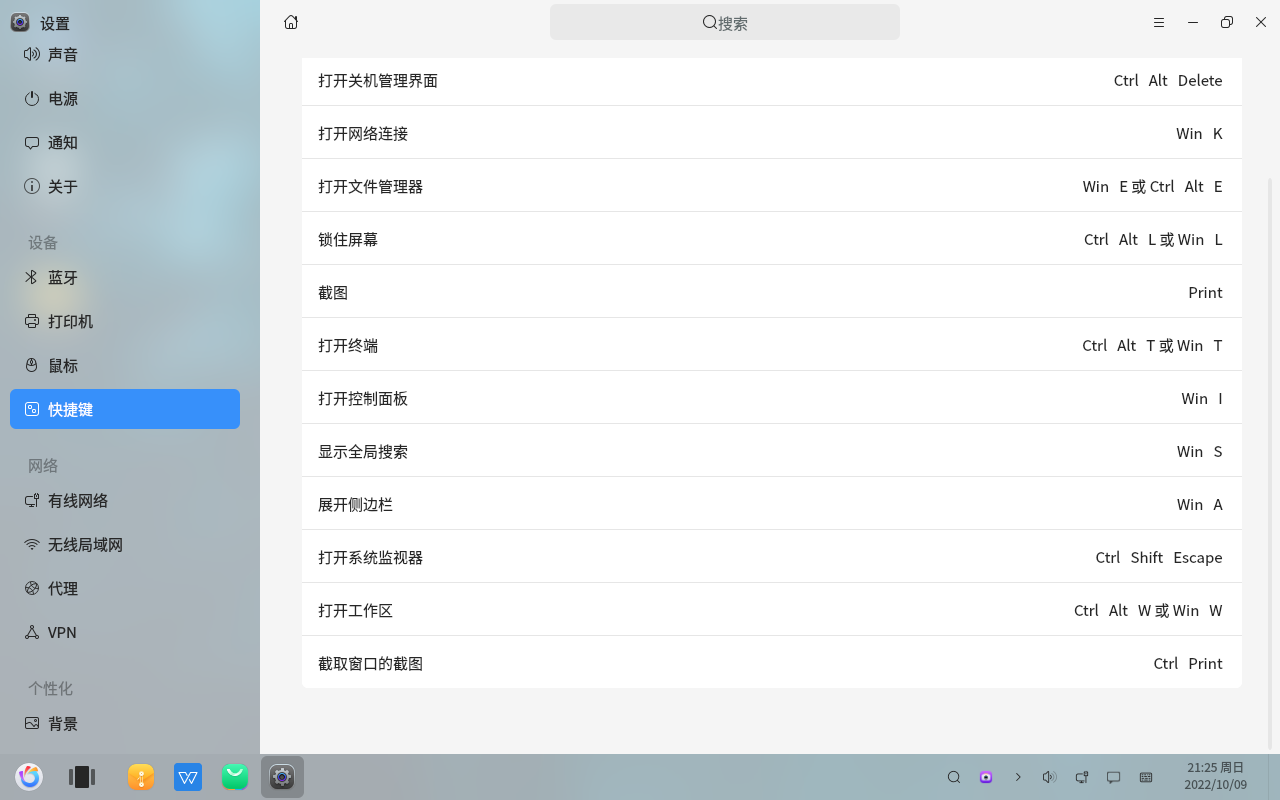 设置
搜索
声音
电源
通知
关于
设备
蓝牙
打印机
鼠标
快捷键
网络
有线网络
无线局域网
代理
VPN
个性化
背景
打开关机管理界面 Ctrl Alt Delete
打开网络连接 Win K
打开文件管理器 Win E 或 Ctrl Alt E
锁住屏幕 Ctrl Alt L 或 Win L
截图 Print
打开终端 Ctrl Alt T 或 Win T
打开控制面板 Win I
显示全局搜索 Win S
展开侧边栏 Win A
打开系统监视器 Ctrl Shift Escape
打开工作区 Ctrl Alt W 或 Win W
截取窗口的截图 Ctrl Print
21:25 周日
2022/10/09